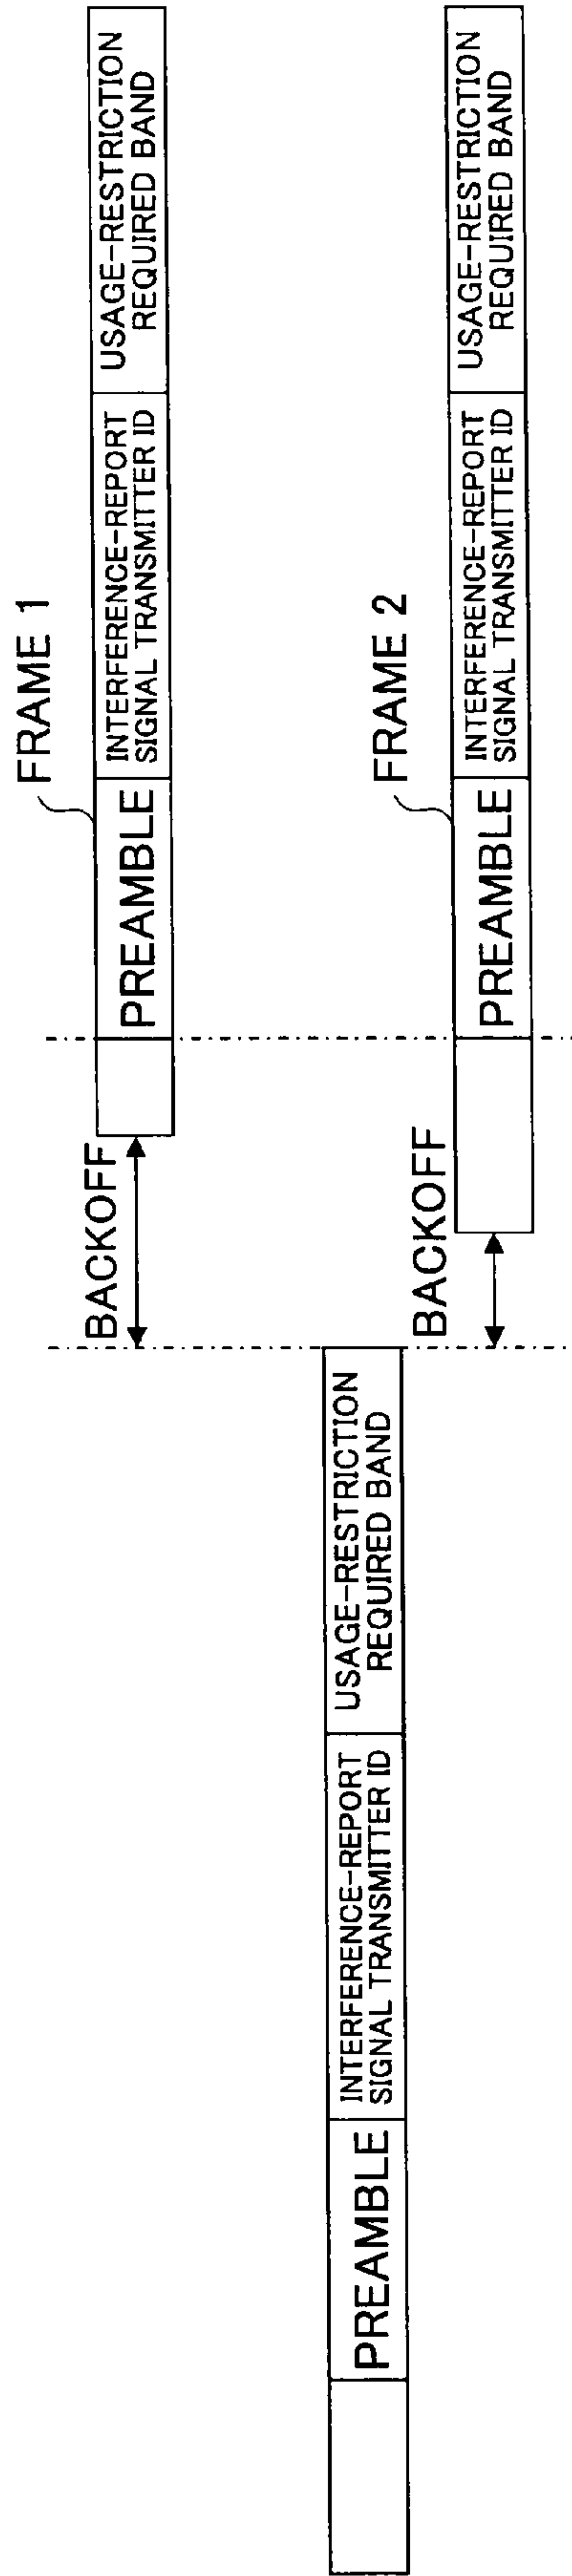 FRAME 1
BACKOFF
PREAMBLE
INTERFERENCE-REPORT
SIGNAL TRANSMITTER ID
USAGE-RESTRICTION
REQUIRED BAND
PREAMBLE
INTERFERENCE-REPORT
SIGNAL TRANSMITTER ID
USAGE-RESTRICTION
REQUIRED BAND
FRAME 2
BACKOFF
PREAMBLE
INTERFERENCE-REPORT
SIGNAL TRANSMITTER ID
USAGE-RESTRICTION
REQUIRED BAND